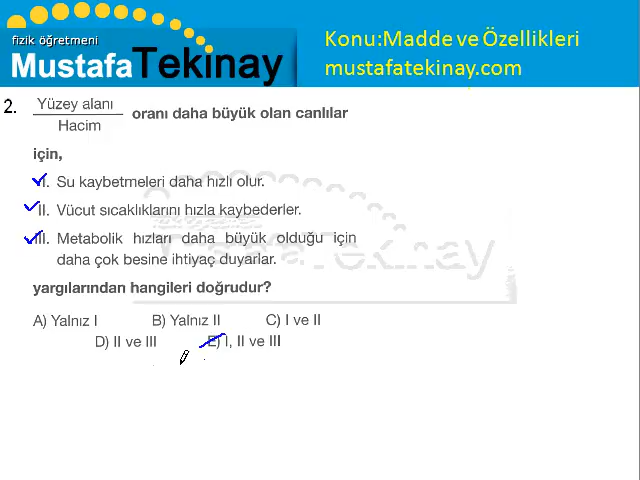 fizik öğretmeni
Mustafa Tekinay
Konu:Madde ve Özellikleri
mustafatekinay.com
2. Yüzey alanı
Hacim
oranı daha büyük olan canlılar
için,
I. Su kaybetmeleri daha hızlı olur.
II. Vücut sıcaklıklarını hızla kaybederler.
III. Metabolik hızları daha büyük olduğu için
daha çok besine ihtiyaç duyarlar.
yargılarından hangileri doğrudur?
A) Yalnız I B) Yalnız II C) I ve II
D) II ve III E) I, II ve III